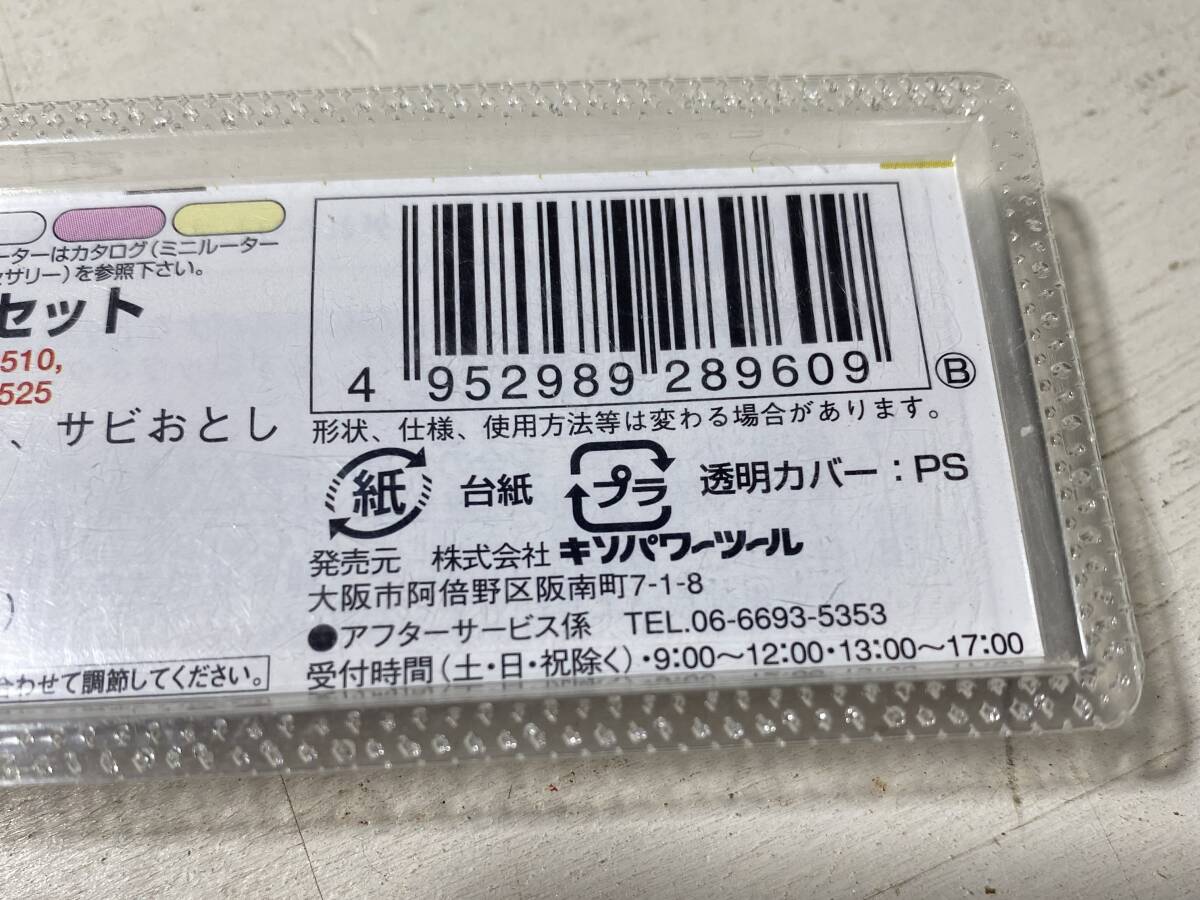 ーターはカタログ(ミニルーター
セサリー)を参照下さい。
セット
510,
525
、サビおとし
)
合わせて調節してください。
4 952989 289609
B
形状、仕様、使用方法等は変わる場合があります。
紙 台紙 プラ 透明カバー:PS
発売元 株式会社 キソパワーツール
大阪市阿倍野区阪南町7-1-8
●アフターサービス係 TEL.06-6693-5353
受付時間(土・日・祝除く)・9:00〜12:00・13:00〜17:00